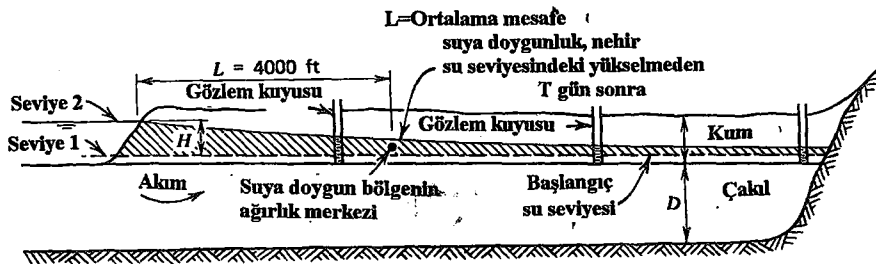 L=Ortalama mesafe
suya doygunluk, nehir
su seviyesindeki yükselmeden
T gün sonra
L = 4000 ft
Gözlem kuyusu
Seviye 2
Gözlem kuyusu
Kum
Seviye 1
H
Akım
Suya doygun bölgenin
ağırlık merkezi
Başlangıç
su seviyesi
D
Çakıl